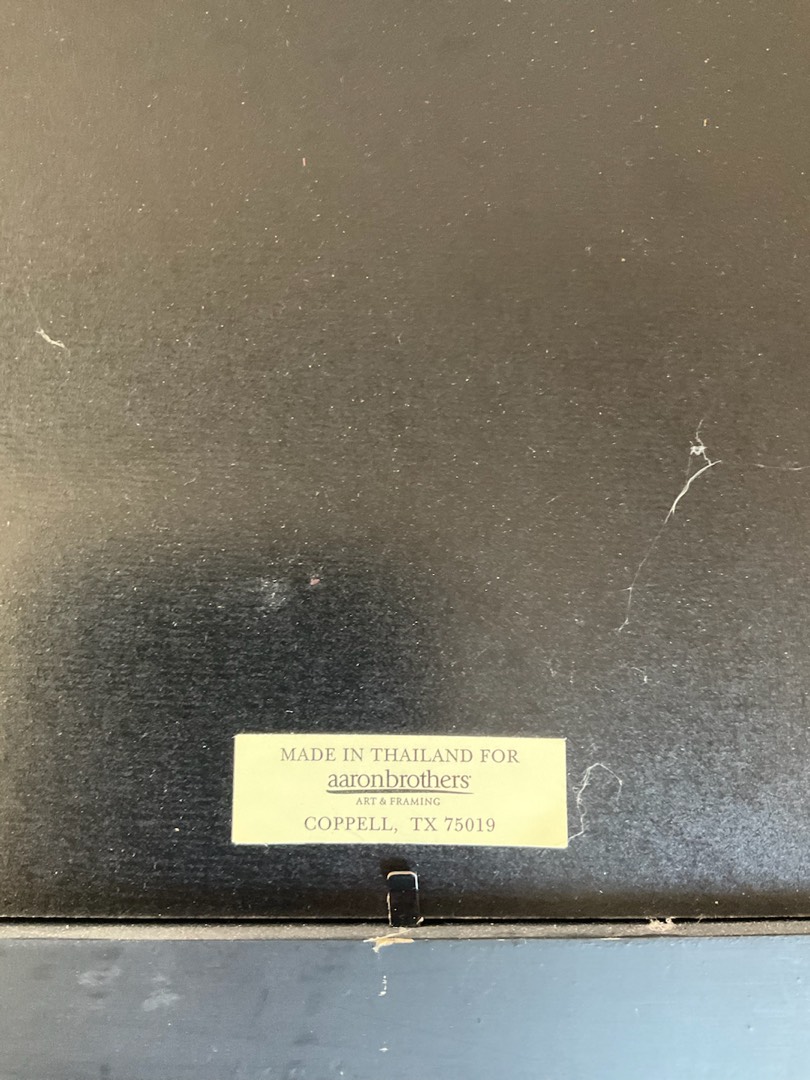 MADE IN THAILAND FOR
aaronbrothers
ART & FRAMING
COPPELL, TX 75019